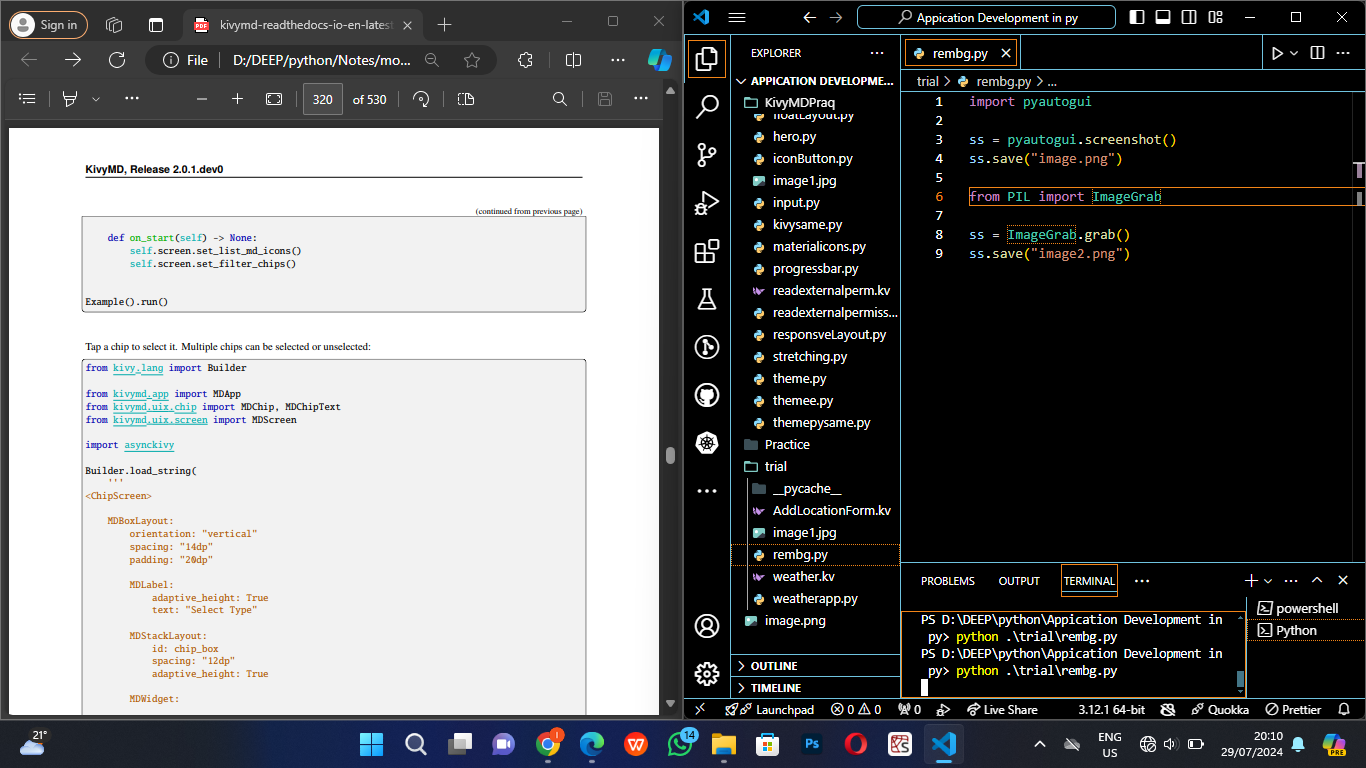 Sign in
kivymd-readthedocs-io-en-latest
File
D:/DEEP/python/Notes/mo...
320
of 530
KivyMD, Release 2.0.1.dev0
(continued from previous page)
def on_start(self) -> None:
self.screen.set_list_md_icons()
self.screen.set_filter_chips()
Example().run()
Tap a chip to select it. Multiple chips can be selected or unselected:
from kivy.lang import Builder
from kivymd.app import MDApp
from kivymd.uix.chip import MDChip, MDChipText
from kivymd.uix.screen import MDScreen
import asynckivy
Builder.load_string(
'''
<ChipScreen>
MDBoxLayout:
orientation: "vertical"
spacing: "14dp"
padding: "20dp"
MDLabel:
adaptive_height: True
text: "Select Type"
MDStackLayout:
id: chip_box
spacing: "12dp"
adaptive_height: True
MDWidget:
Appication Development in py
EXPLORER
APPICATION DEVELOPME...
KivyMDPraq
floatLayout.py
hero.py
iconButton.py
image1.jpg
input.py
kivysame.py
materialicons.py
progressbar.py
readexternalperm.kv
readexternalpermiss...
responsveLayout.py
stretching.py
theme.py
themee.py
themepysame.py
Practice
trial
__pycache__
AddLocationForm.kv
image1.jpg
rembg.py
weather.kv
weatherapp.py
image.png
OUTLINE
TIMELINE
rembg.py
trial > rembg.py > ...
1 import pyautogui
2
3 ss = pyautogui.screenshot()
4 ss.save("image.png")
5
6 from PIL import ImageGrab
7
8 ss = ImageGrab.grab()
9 ss.save("image2.png")
PROBLEMS OUTPUT TERMINAL
PS D:\DEEP\python\Appication Development in
py> python .\trial\rembg.py
PS D:\DEEP\python\Appication Development in
py> python .\trial\rembg.py
powershell
Python
Launchpad
0 0
0
Live Share
3.12.1 64-bit
Quokka
Prettier
21°
1
14
Ps
PRE
ENG
US
20:10
29/07/2024